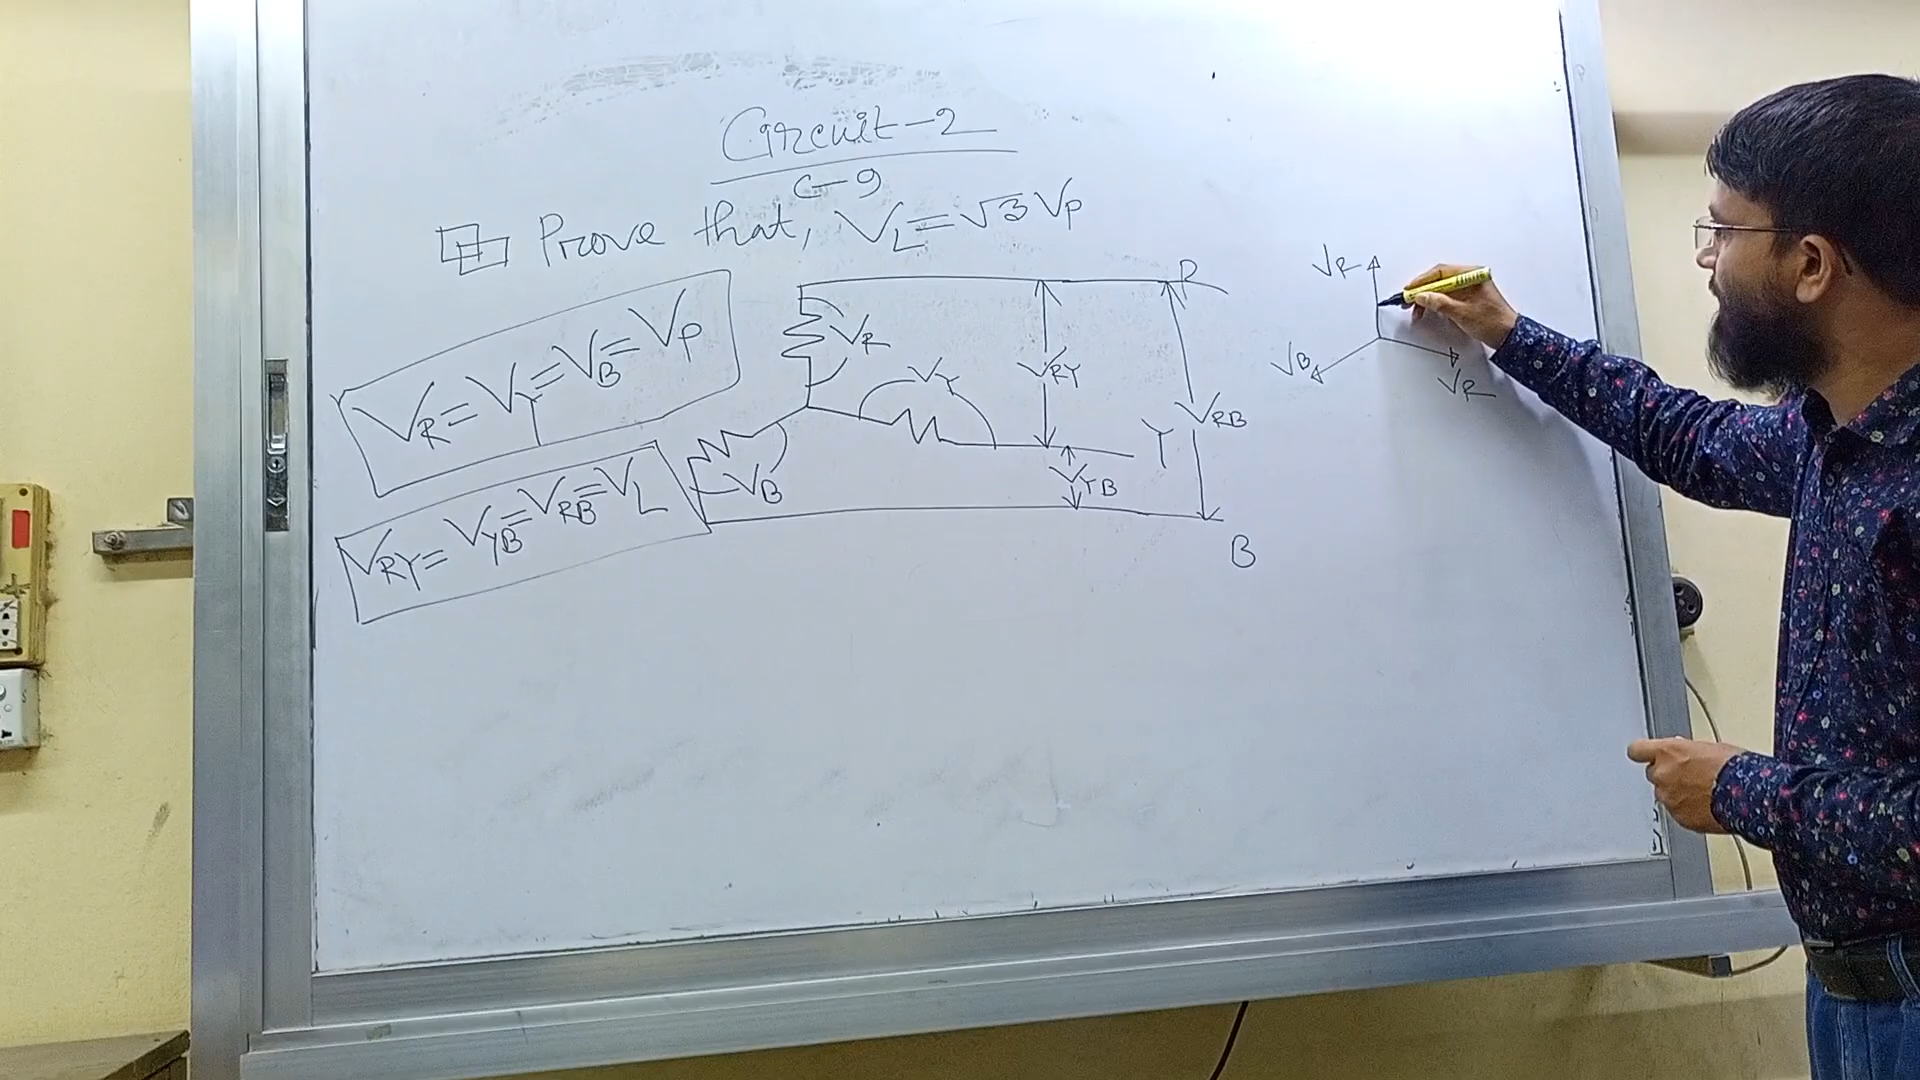 Circuit-2
C-9
Prove that, V_L = √3 V_P
V_R = V_Y = V_B = V_P
V_RY = V_YB = V_RB = V_L
V_R
V_Y
V_B
V_RY
V_YB
V_RB
R
Y
B
V_R
V_B
V_R